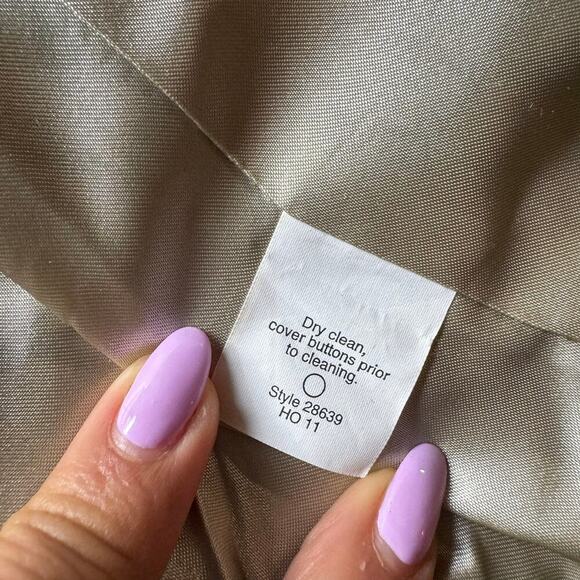 Dry clean,
cover buttons prior
to cleaning.
Style 28639
HO 11